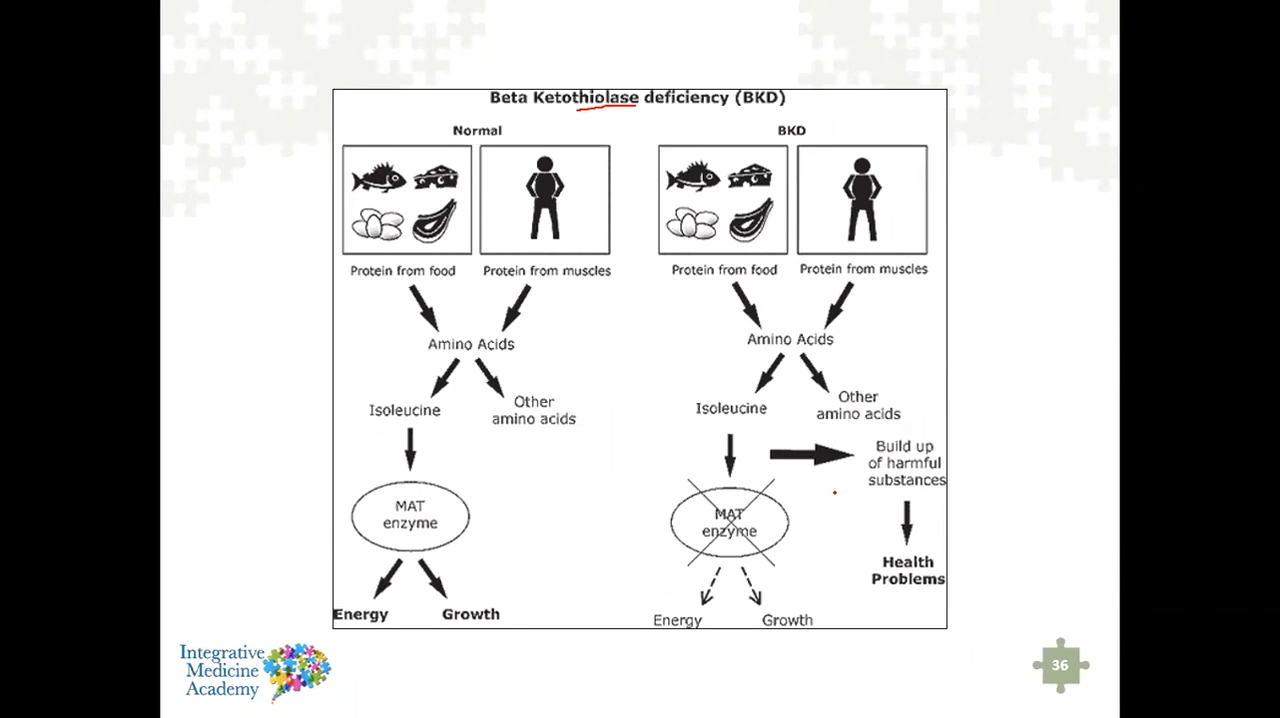 Beta Ketothiolase deficiency (BKD)
Normal
Protein from food
Protein from muscles
Amino Acids
Isoleucine
Other
amino acids
MAT
enzyme
Energy
Growth
BKD
Protein from food
Protein from muscles
Amino Acids
Isoleucine
Other
amino acids
Build up
of harmful
substances
MAT
enzyme
Health
Problems
Energy
Growth
Integrative
Medicine
Academy
36